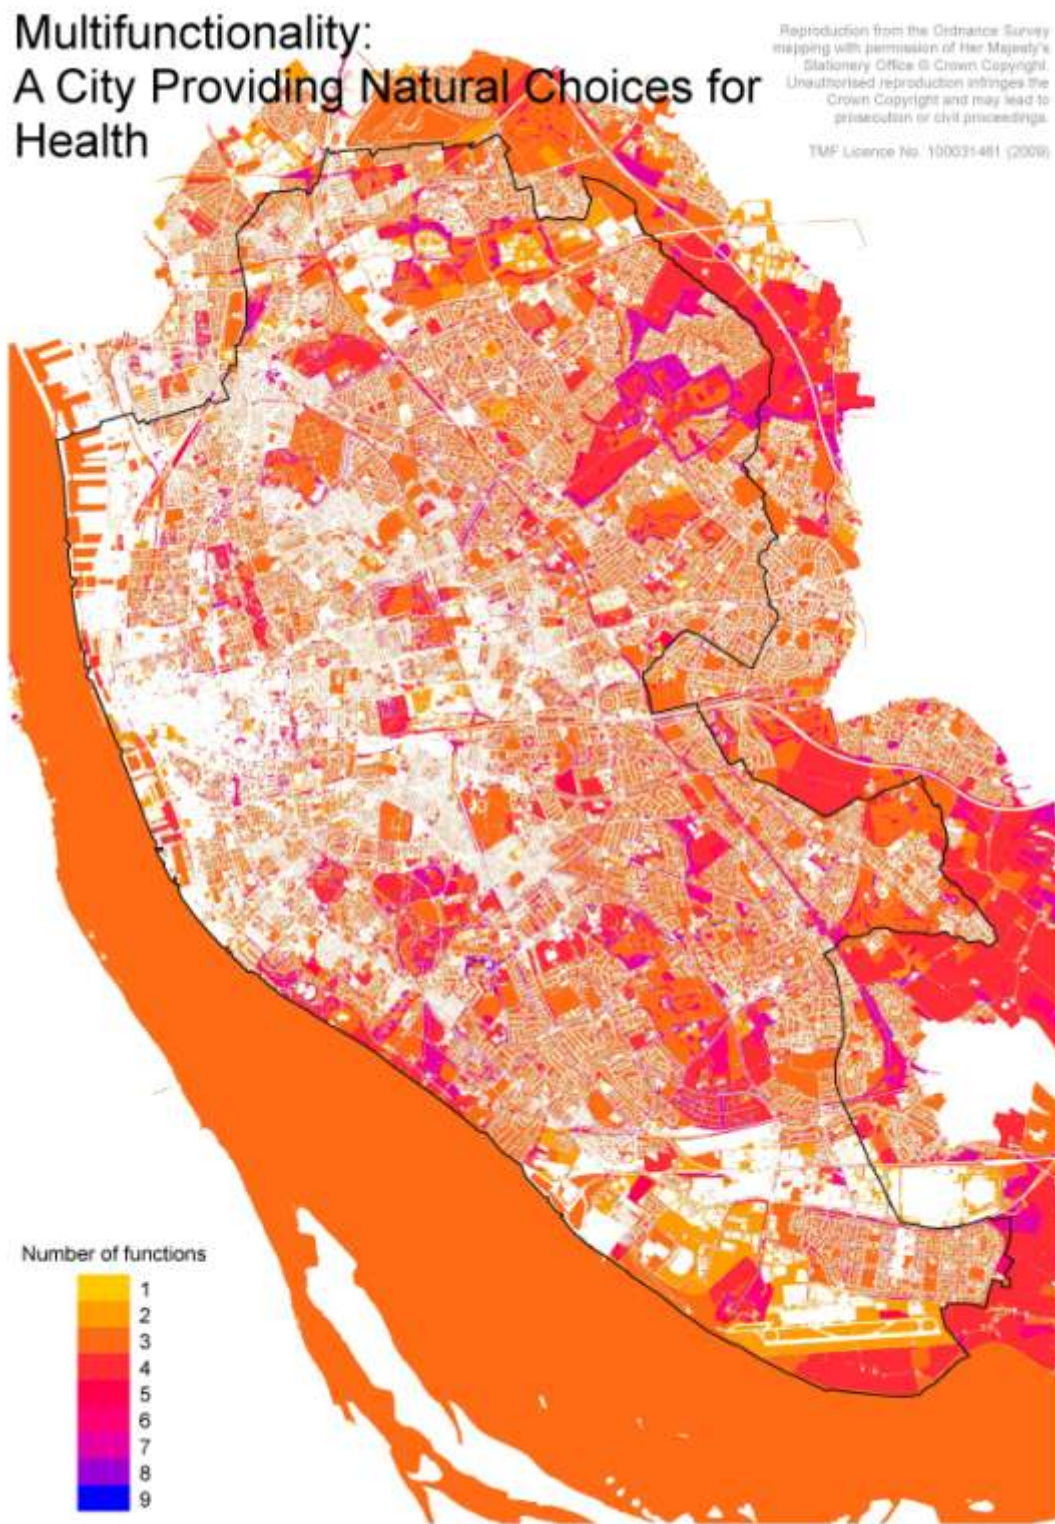 Multifunctionality:
A City Providing Natural Choices for
Health
Reproduction from the Ordnance Survey
mapping with permission of Her Majesty's
Stationery Office © Crown Copyright.
Unauthorised reproduction infringes the
Crown Copyright and may lead to
prosecution or civil proceedings.
TMF Licence No. 100031461 (2009)
Number of functions
1
2
3
4
5
6
7
8
9